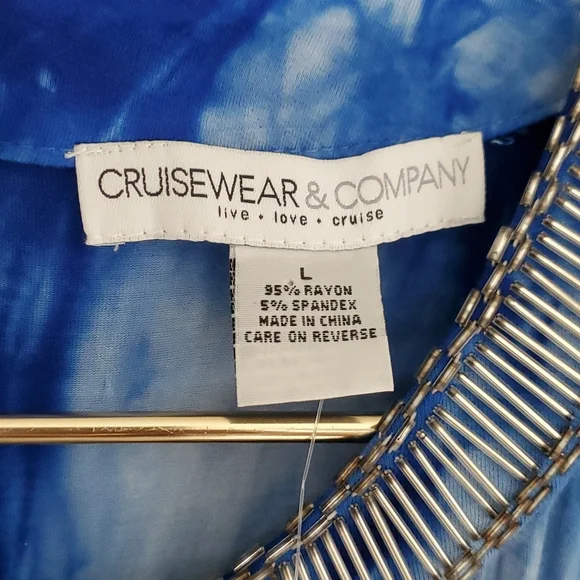 CRUISEWEAR & COMPANY
live • love • cruise
L
95% RAYON
5% SPANDEX
MADE IN CHINA
CARE ON REVERSE